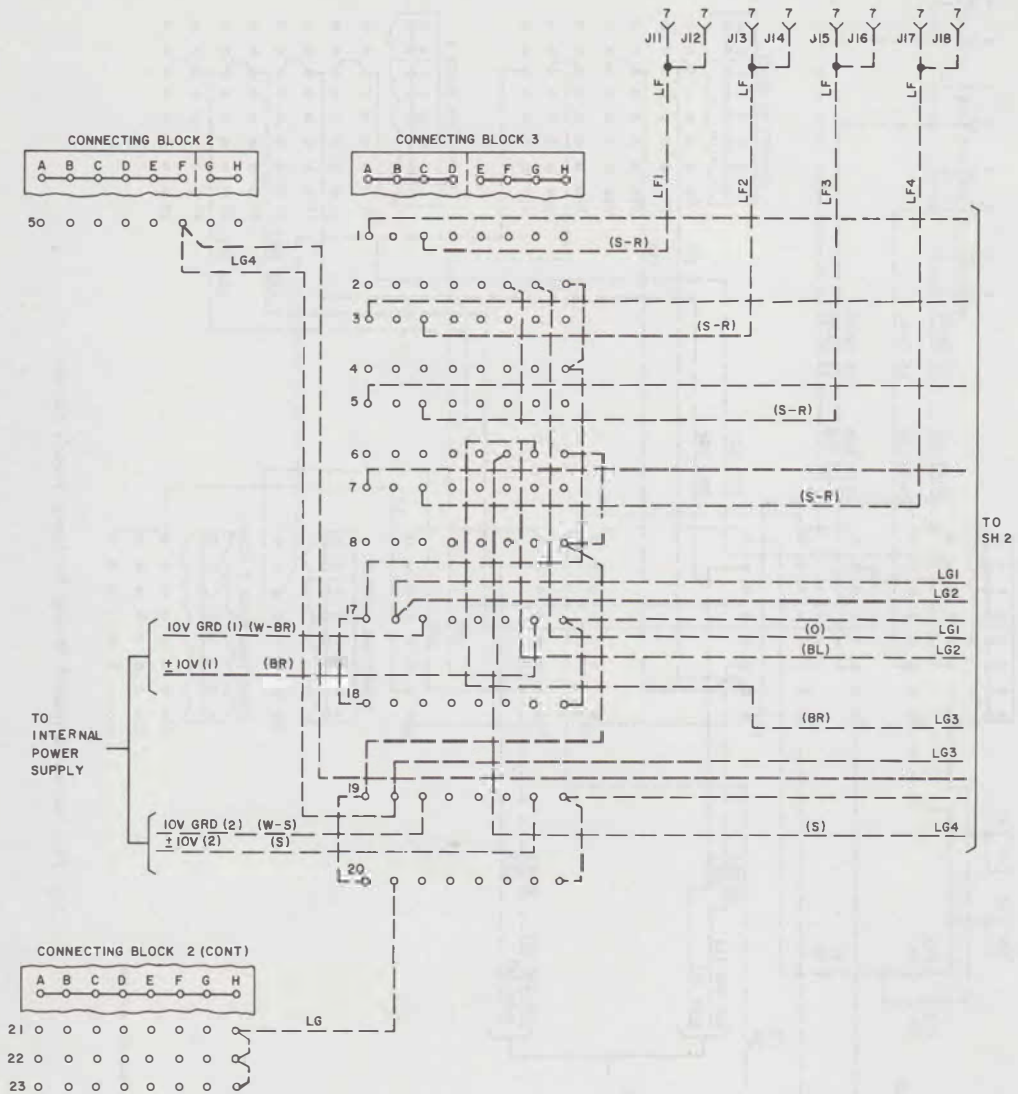 7 7 7 7 7 7 7 7
J11 J12 J13 J14 J15 J16 J17 J18
LF LF LF LF
LF1 LF2 LF3 LF4
CONNECTING BLOCK 2
A B C D E F G H
5
LG4
CONNECTING BLOCK 3
A B C D E F G H
1
(S-R)
2
3
(S-R)
4
5
(S-R)
6
7
(S-R)
8
TO
SH 2
LG1
LG2
17
10V GRD (1) (W-BR)
(O) LG1
(BL) LG2
± 10V (1) (BR)
18
(BR) LG3
TO
INTERNAL
POWER
SUPPLY
LG3
19
10V GRD (2) (W-S)
± 10V (2) (S)
(S) LG4
20
CONNECTING BLOCK 2 (CONT)
A B C D E F G H
21
LG
22
23